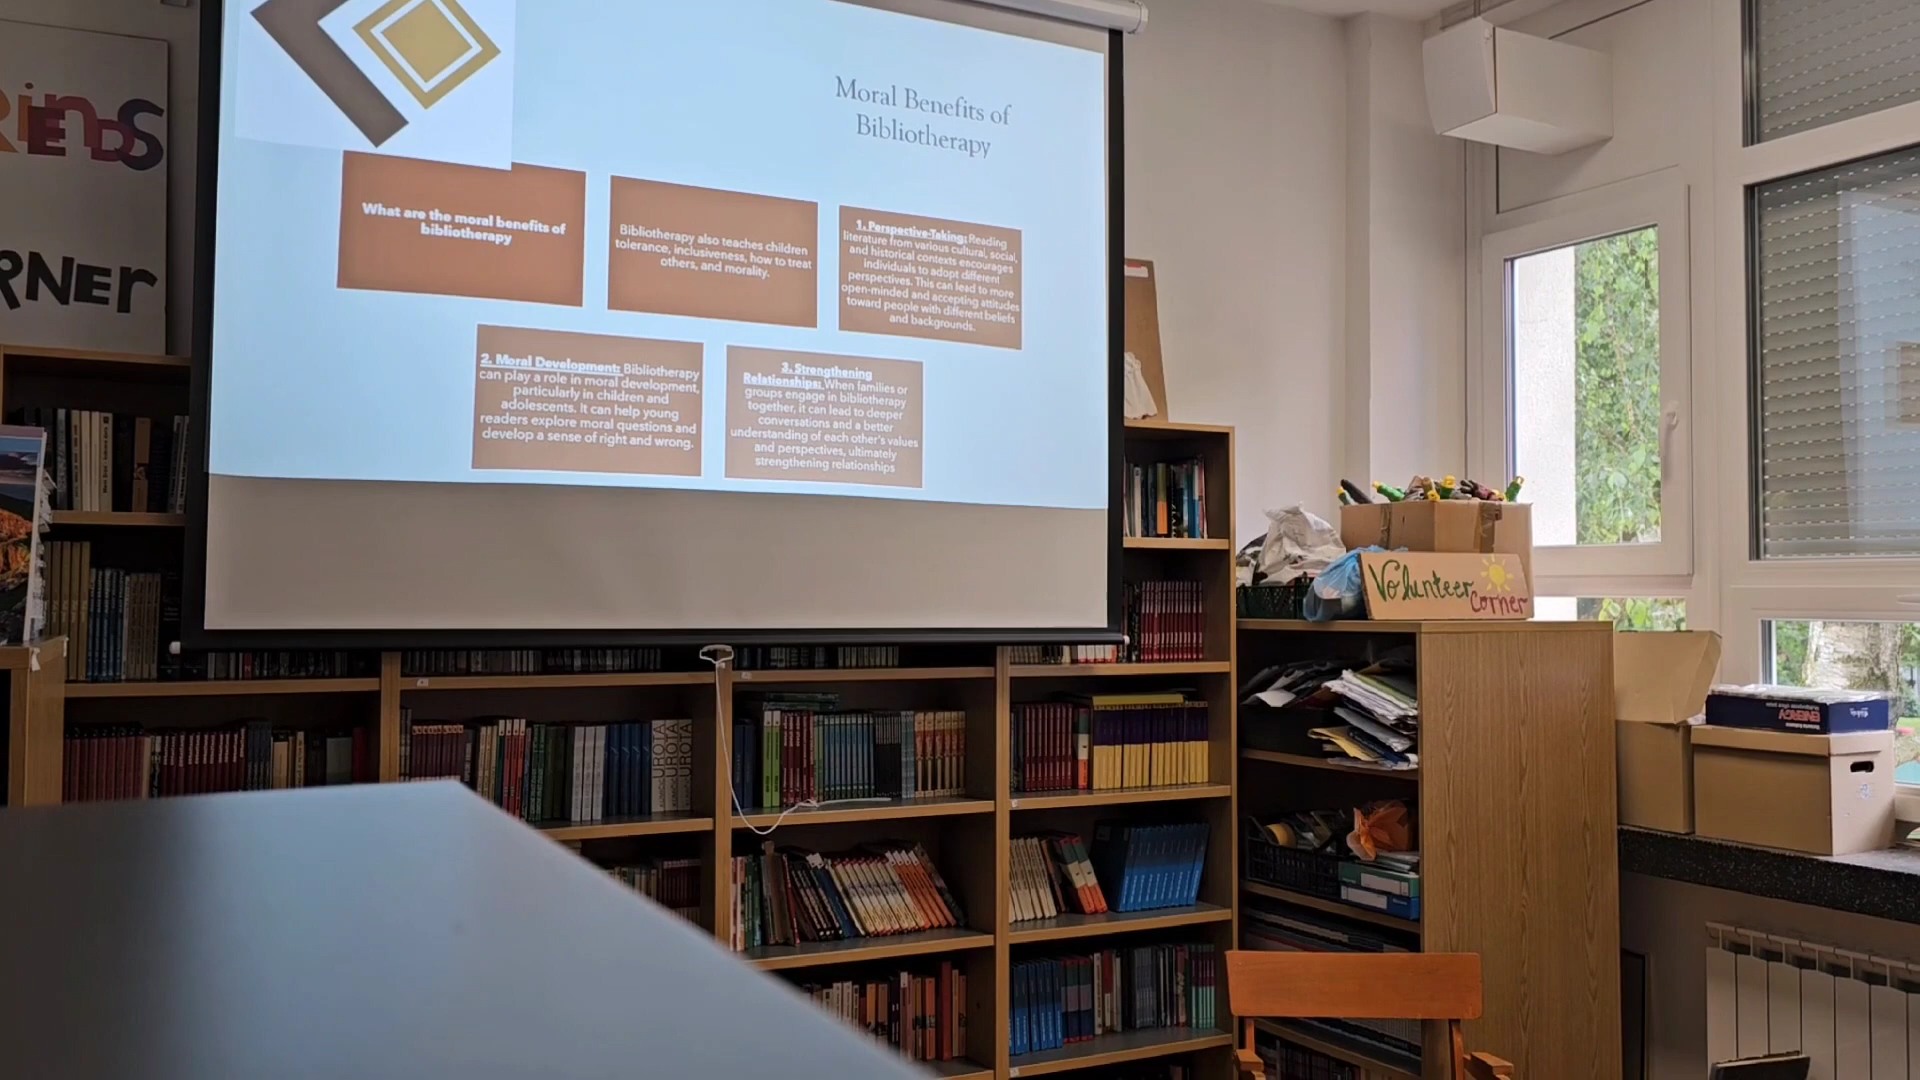 RiENDS
RNEr
Moral Benefits of
Bibliotherapy
What are the moral benefits of
bibliotherapy
Bibliotherapy also teaches children
tolerance, inclusiveness, how to treat
others, and morality.
1. Perspective-Taking: Reading
literature from various cultural, social,
and historical contexts encourages
individuals to adopt different
perspectives. This can lead to more
open-minded and accepting attitudes
toward people with different beliefs
and backgrounds.
2. Moral Development: Bibliotherapy
can play a role in moral development,
particularly in children and
adolescents. It can help young
readers explore moral questions and
develop a sense of right and wrong.
3. Strengthening
Relationships: When families or
groups engage in bibliotherapy
together, it can lead to deeper
conversations and a better
understanding of each other's values
and perspectives, ultimately
strengthening relationships
Volunteer
corner
ENERGY